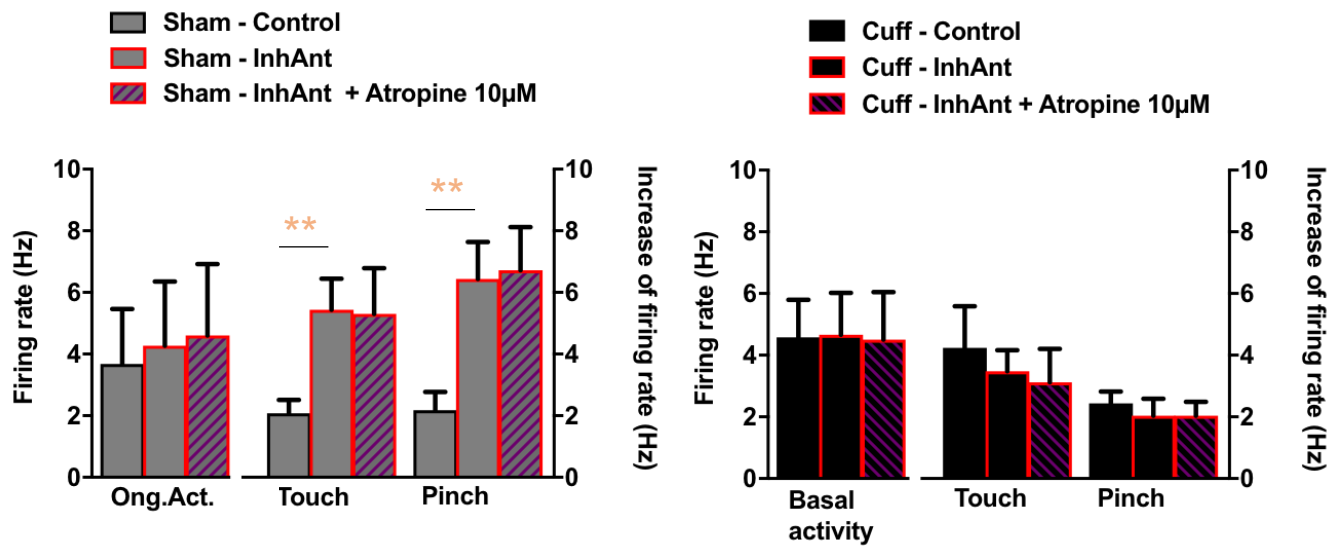 Sham - Control
Sham - InhAnt
Sham - InhAnt + Atropine 10µM
Cuff - Control
Cuff - InhAnt
Cuff - InhAnt + Atropine 10µM
Firing rate (Hz)
10
8
6
4
2
0
**
**
10
8
6
4
2
0
Increase of
firing rate (Hz)
Ong.Act.
Touch
Pinch
Firing rate (Hz)
10
8
6
4
2
0
10
8
6
4
2
0
Increase of
firing rate (Hz)
Basal
activity
Touch
Pinch